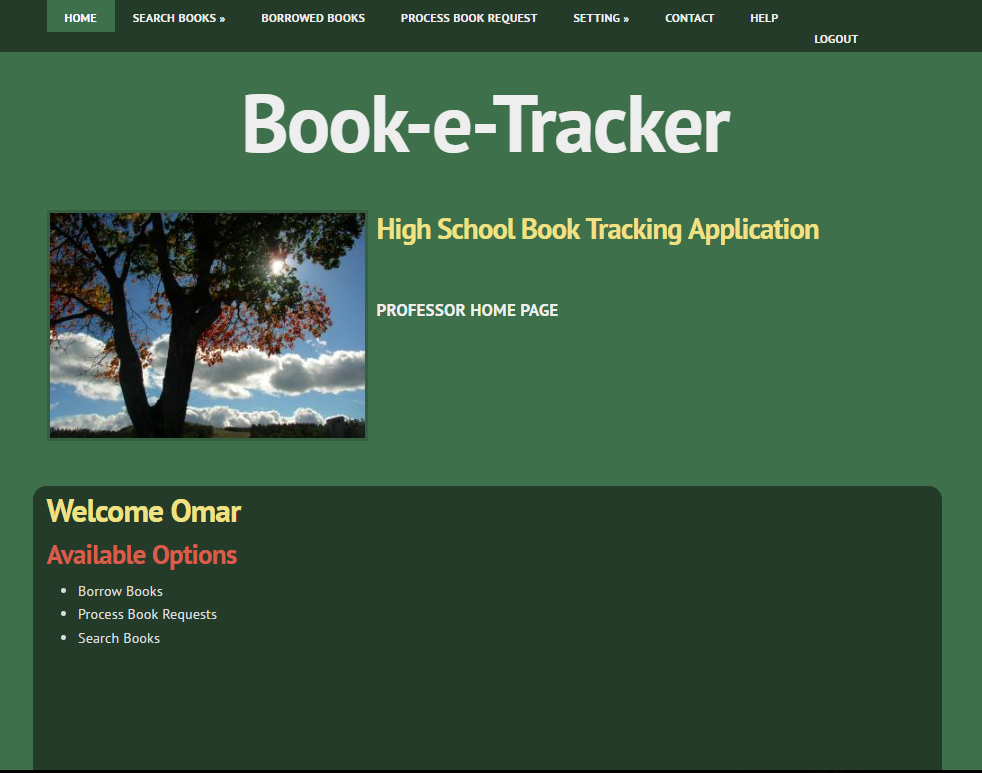 HOME SEARCH BOOKS » BORROWED BOOKS PROCESS BOOK REQUEST SETTING » CONTACT HELP
LOGOUT
Book-e-Tracker
High School Book Tracking Application
PROFESSOR HOME PAGE
Welcome Omar
Available Options
Borrow Books
Process Book Requests
Search Books